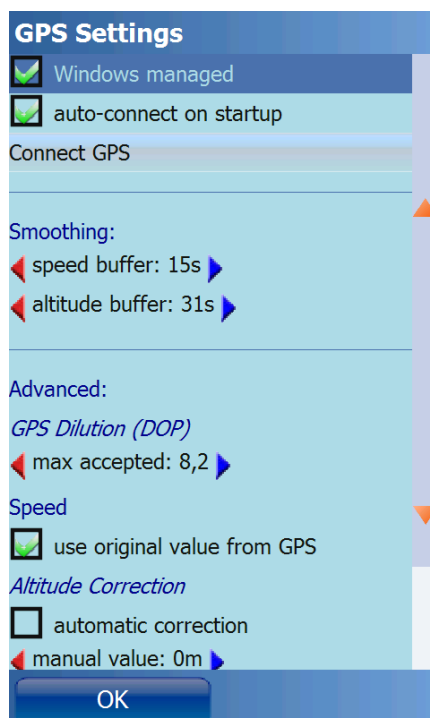 GPS Settings
Windows managed
auto-connect on startup
Connect GPS
Smoothing:
speed buffer: 15s
altitude buffer: 31s
Advanced:
GPS Dilution (DOP)
max accepted: 8,2
Speed
use original value from GPS
Altitude Correction
automatic correction
manual value: 0m
OK